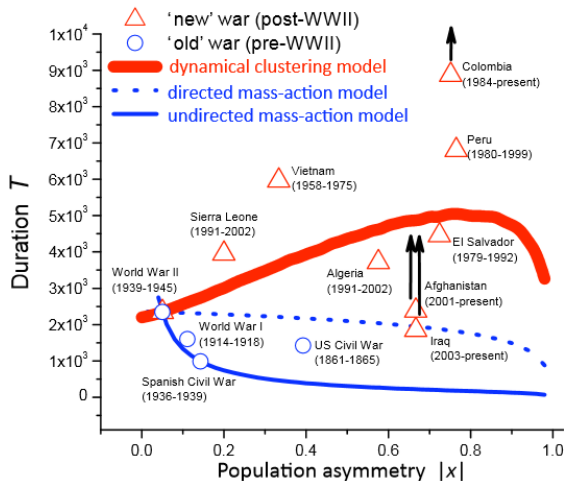 'new' war (post-WWII)
'old' war (pre-WWII)
dynamical clustering model
directed mass-action model
undirected mass-action model
Colombia
(1984-present)
Peru
(1980-1999)
Vietnam
(1958-1975)
Sierra Leone
(1991-2002)
El Salvador
(1979-1992)
Algeria
(1991-2002)
Afghanistan
(2001-present)
World War II
(1939-1945)
World War I
(1914-1918)
US Civil War
(1861-1865)
Iraq
(2003-present)
Spanish Civil War
(1936-1939)
Duration T
1x10⁴
9x10³
8x10³
7x10³
6x10³
5x10³
4x10³
3x10³
2x10³
1x10³
0
0.0 0.2 0.4 0.6 0.8 1.0
Population asymmetry |x|